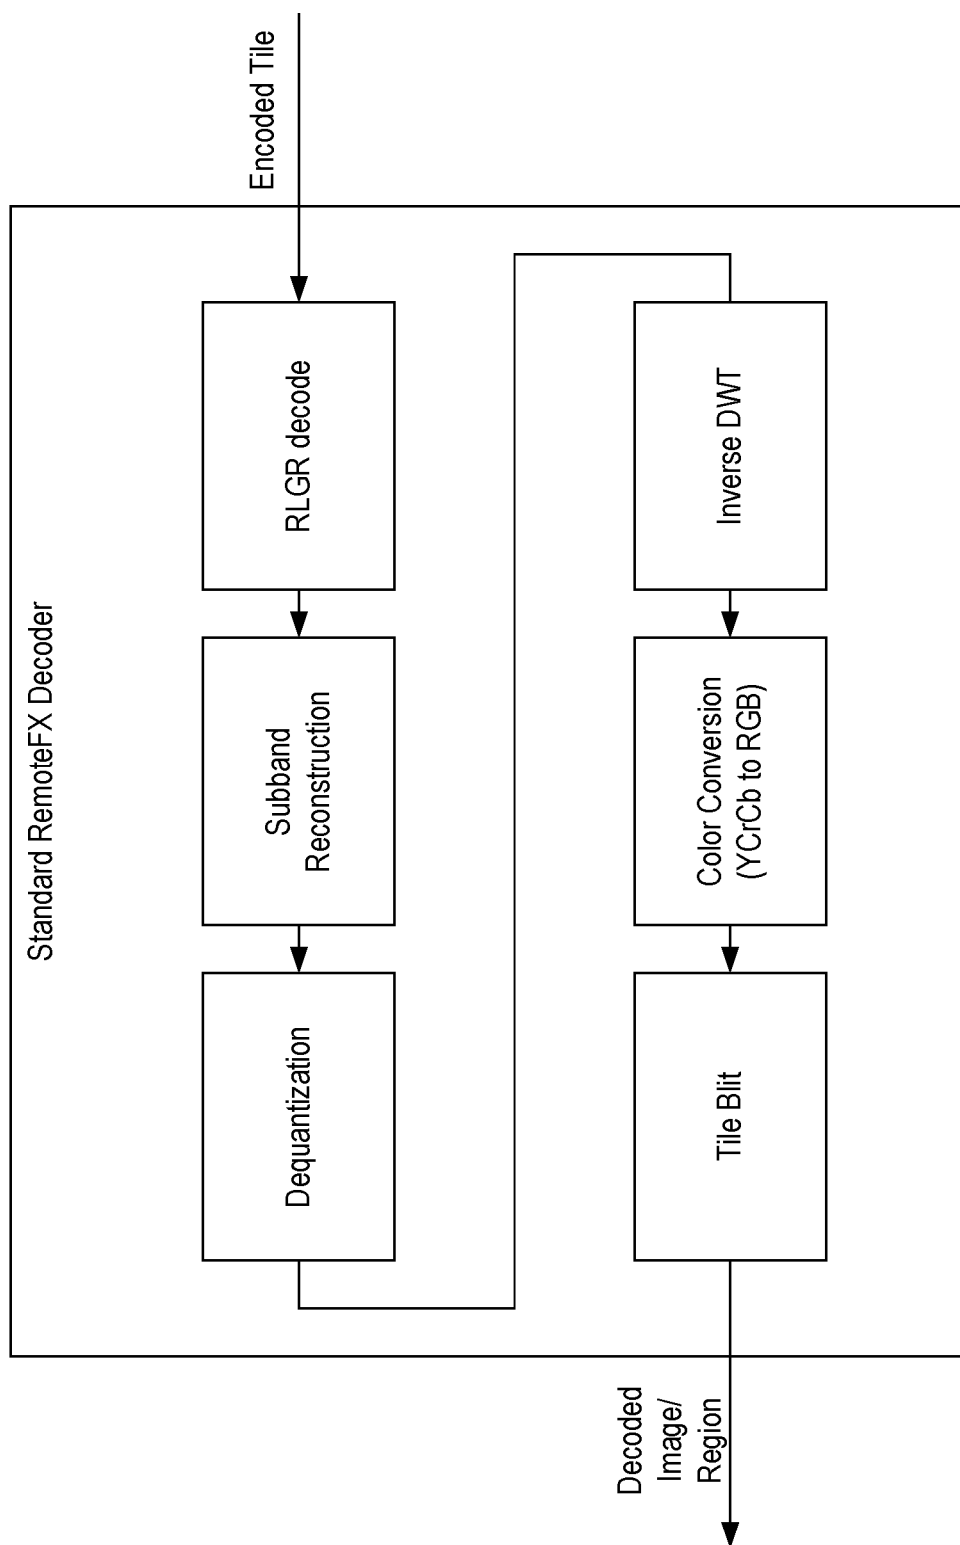 Standard RemoteFX Decoder
Encoded Tile
RLGR decode
Subband
Reconstruction
Dequantization
Inverse DWT
Color Conversion
(YCrCb to RGB)
Tile Blit
Decoded
Image/
Region